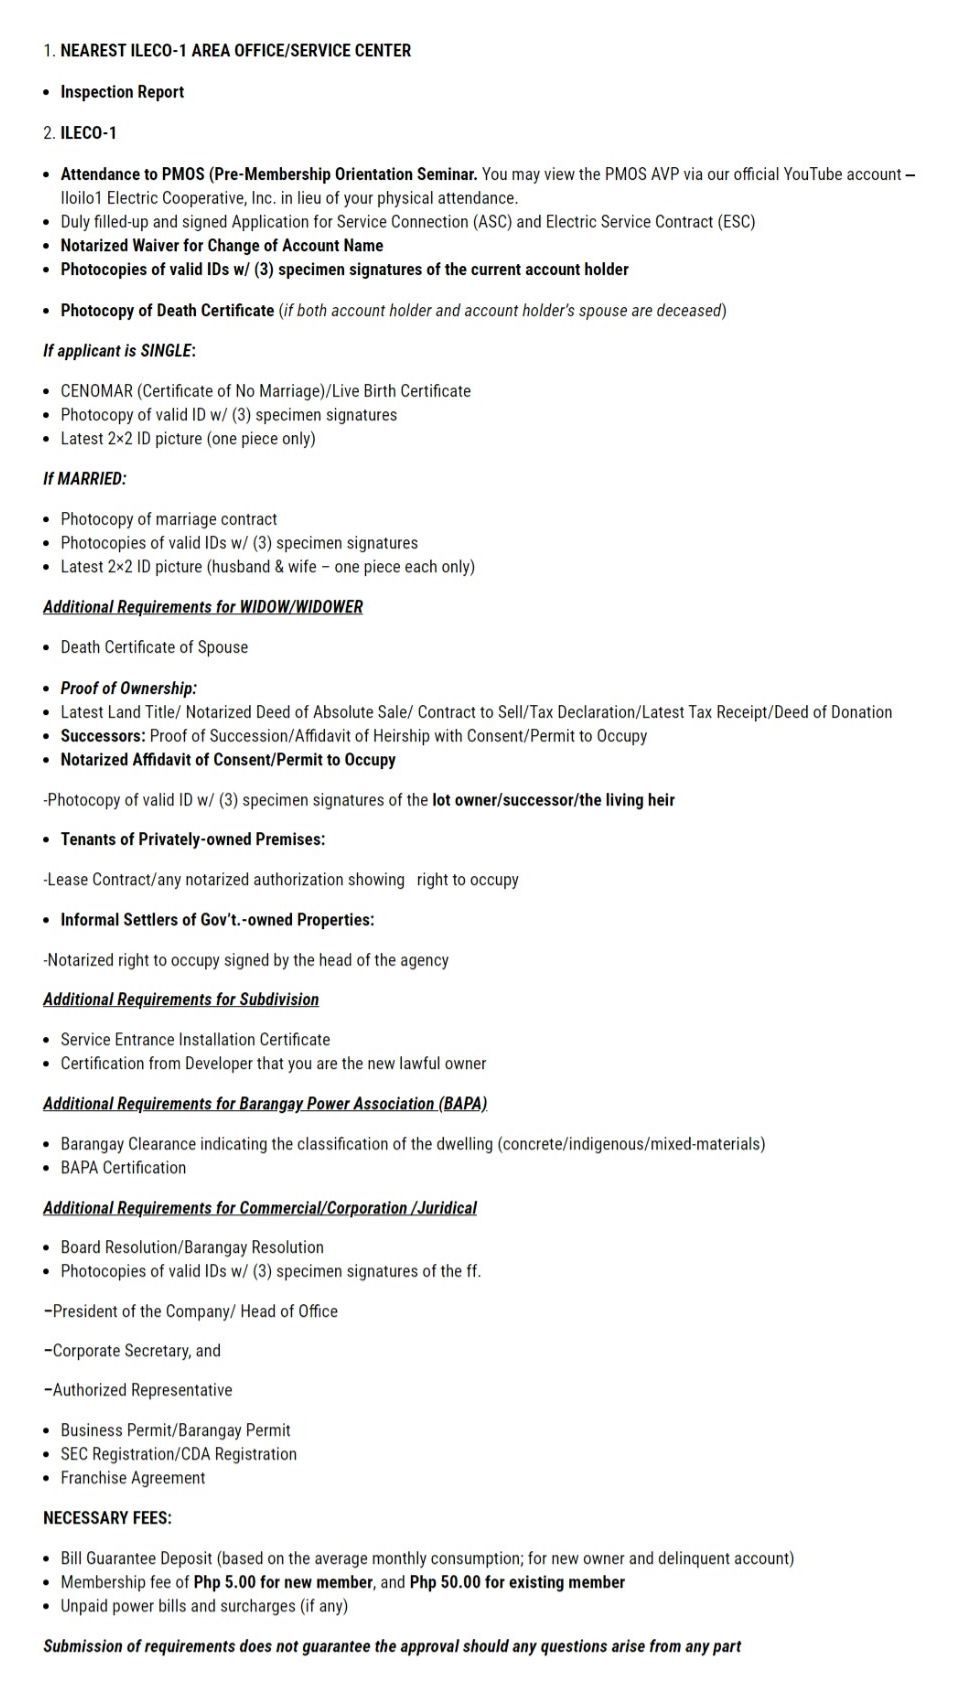 1. NEAREST ILECO-1 AREA OFFICE/SERVICE CENTER
• Inspection Report
2. ILECO-1
• Attendance to PMOS (Pre-Membership Orientation Seminar. You may view the PMOS AVP via our official YouTube account –
Iloilo1 Electric Cooperative, Inc. in lieu of your physical attendance.
• Duly filled-up and signed Application for Service Connection (ASC) and Electric Service Contract (ESC)
• Notarized Waiver for Change of Account Name
• Photocopies of valid IDs w/ (3) specimen signatures of the current account holder
• Photocopy of Death Certificate (if both account holder and account holder's spouse are deceased)
If applicant is SINGLE:
• CENOMAR (Certificate of No Marriage)/Live Birth Certificate
• Photocopy of valid ID w/ (3) specimen signatures
• Latest 2×2 ID picture (one piece only)
If MARRIED:
• Photocopy of marriage contract
• Photocopies of valid IDs w/ (3) specimen signatures
• Latest 2×2 ID picture (husband & wife – one piece each only)
Additional Requirements for WIDOW/WIDOWER
• Death Certificate of Spouse
• Proof of Ownership:
• Latest Land Title/ Notarized Deed of Absolute Sale/ Contract to Sell/Tax Declaration/Latest Tax Receipt/Deed of Donation
• Successors: Proof of Succession/Affidavit of Heirship with Consent/Permit to Occupy
• Notarized Affidavit of Consent/Permit to Occupy
-Photocopy of valid ID w/ (3) specimen signatures of the lot owner/successor/the living heir
• Tenants of Privately-owned Premises:
-Lease Contract/any notarized authorization showing   right to occupy
• Informal Settlers of Gov't.-owned Properties:
-Notarized right to occupy signed by the head of the agency
Additional Requirements for Subdivision
• Service Entrance Installation Certificate
• Certification from Developer that you are the new lawful owner
Additional Requirements for Barangay Power Association (BAPA)
• Barangay Clearance indicating the classification of the dwelling (concrete/indigenous/mixed-materials)
• BAPA Certification
Additional Requirements for Commercial/Corporation /Juridical
• Board Resolution/Barangay Resolution
• Photocopies of valid IDs w/ (3) specimen signatures of the ff.
–President of the Company/ Head of Office
–Corporate Secretary, and
–Authorized Representative
• Business Permit/Barangay Permit
• SEC Registration/CDA Registration
• Franchise Agreement
NECESSARY FEES:
• Bill Guarantee Deposit (based on the average monthly consumption; for new owner and delinquent account)
• Membership fee of Php 5.00 for new member, and Php 50.00 for existing member
• Unpaid power bills and surcharges (if any)
Submission of requirements does not guarantee the approval should any questions arise from any part